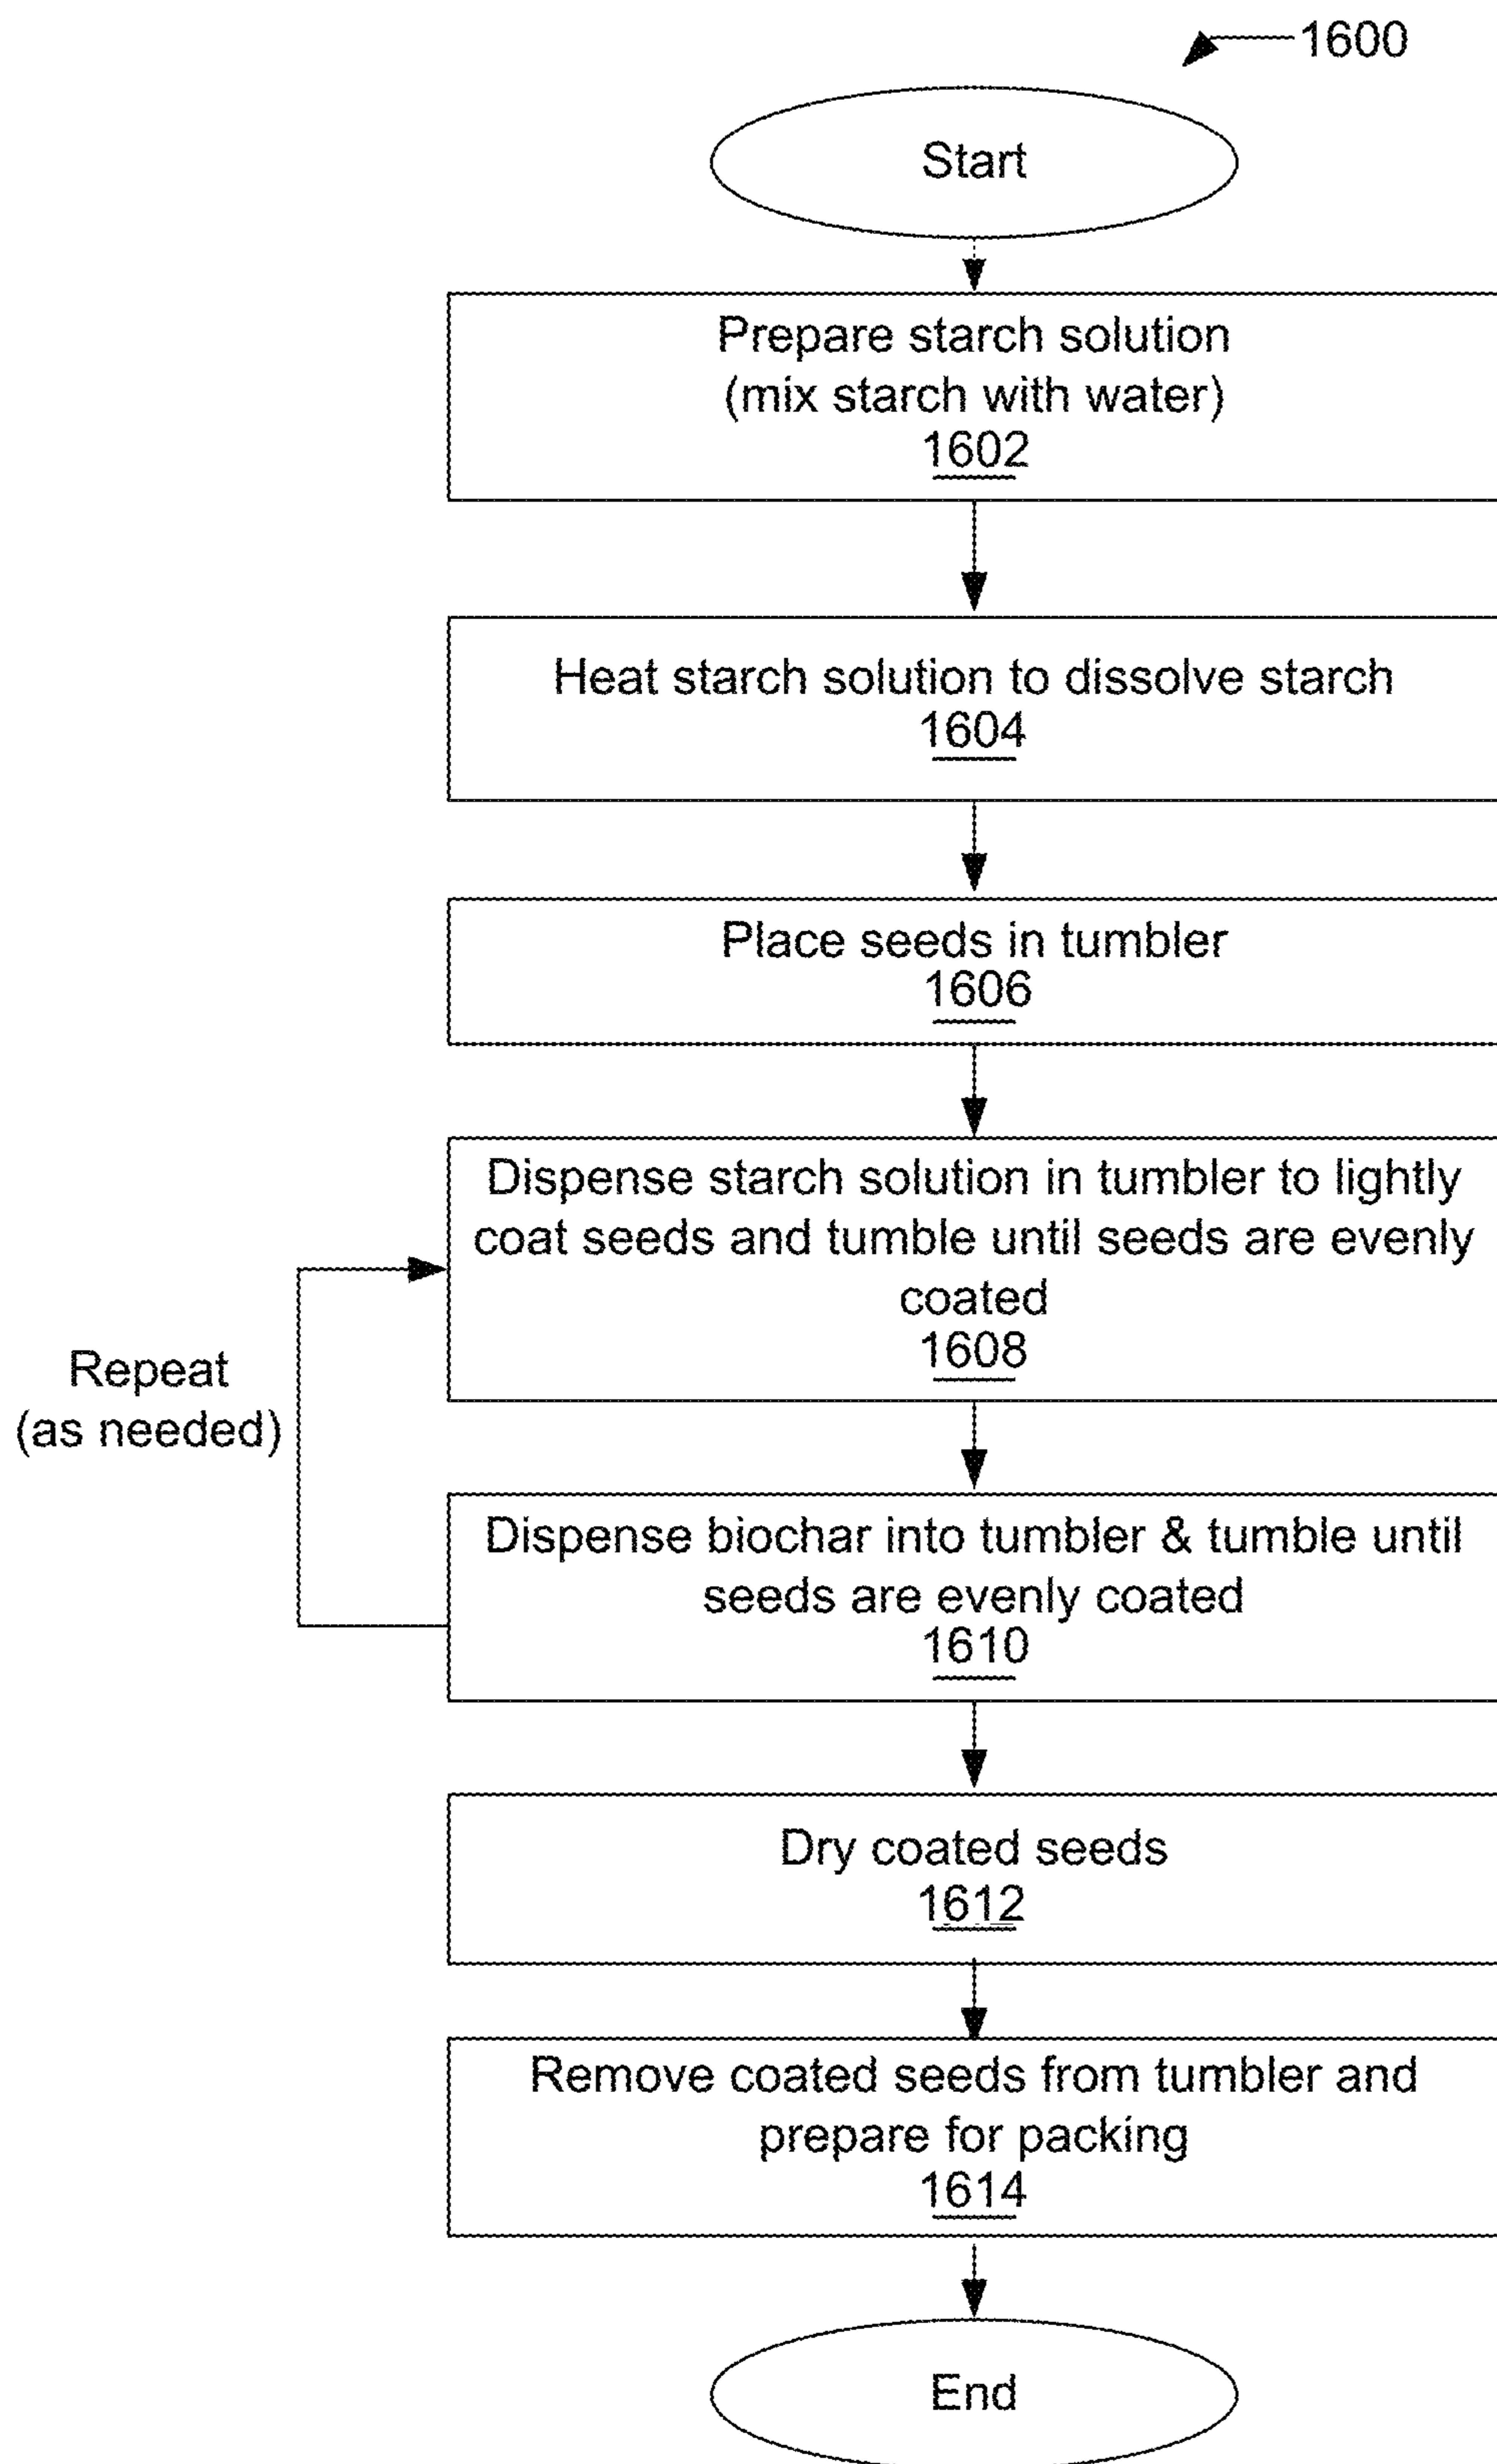 1600
Start
Prepare starch solution
(mix starch with water)
1602
Heat starch solution to dissolve starch
1604
Place seeds in tumbler
1606
Dispense starch solution in tumbler to lightly
coat seeds and tumble until seeds are evenly
coated
1608
Repeat
(as needed)
Dispense biochar into tumbler & tumble until
seeds are evenly coated
1610
Dry coated seeds
1612
Remove coated seeds from tumbler and
prepare for packing
1614
End